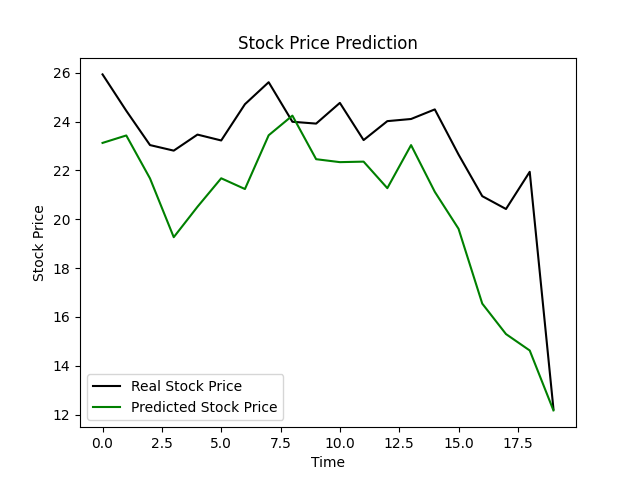 Stock Price Prediction
Stock Price
26
24
22
20
18
16
14
12
Real Stock Price
Predicted Stock Price
0.0 2.5 5.0 7.5 10.0 12.5 15.0 17.5
Time